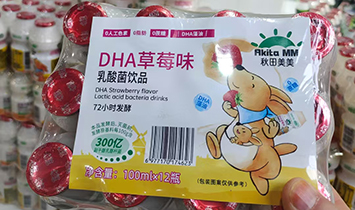 0人工色素 0脂肪 0蔗糖 DHA藻油
Akita MM
秋田美美
DHA草莓味
乳酸菌饮品
DHA Strawberry flavor
Lactic acid bacteria drinks
72小时发酵
300亿
净含量：100ml×12瓶
(包装图案仅供参考)